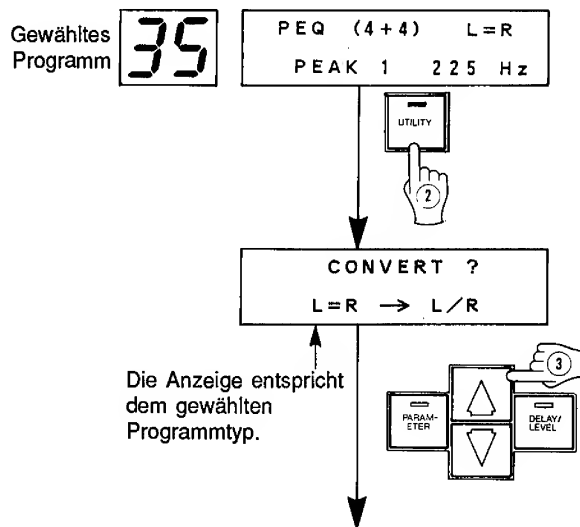 Gewähltes
Programm
35
PEQ (4+4) L=R
PEAK 1 225 Hz
UTILITY
2
CONVERT ?
L=R → L/R
Die Anzeige entspricht
dem gewählten
Programmtyp.
3
PARAM-
ETER
DELAY/
LEVEL